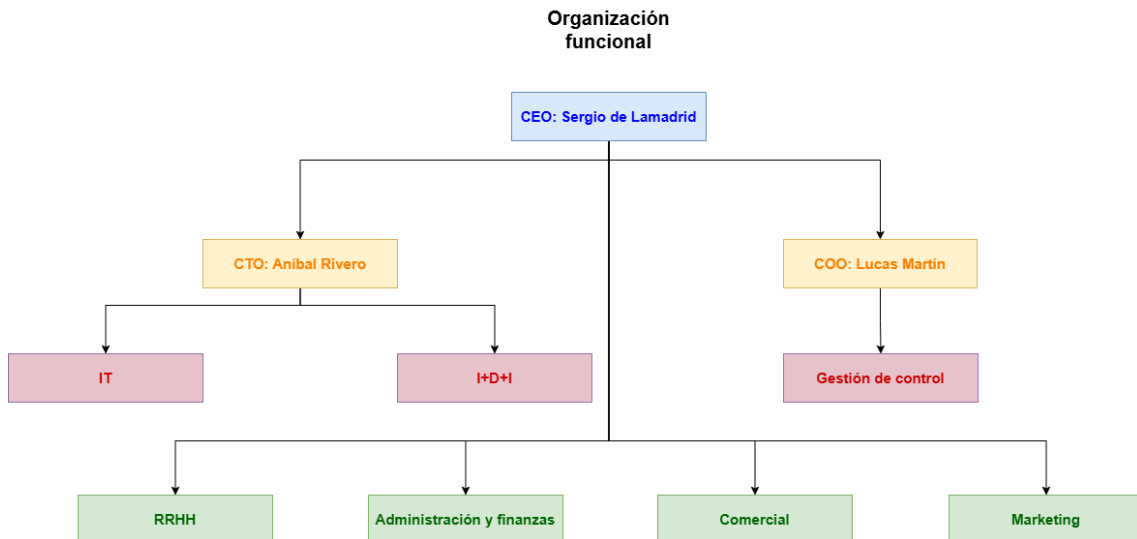 Organización
funcional
CEO: Sergio de Lamadrid
CTO: Aníbal Rivero
COO: Lucas Martín
IT
I+D+I
Gestión de control
RRHH
Administración y finanzas
Comercial
Marketing